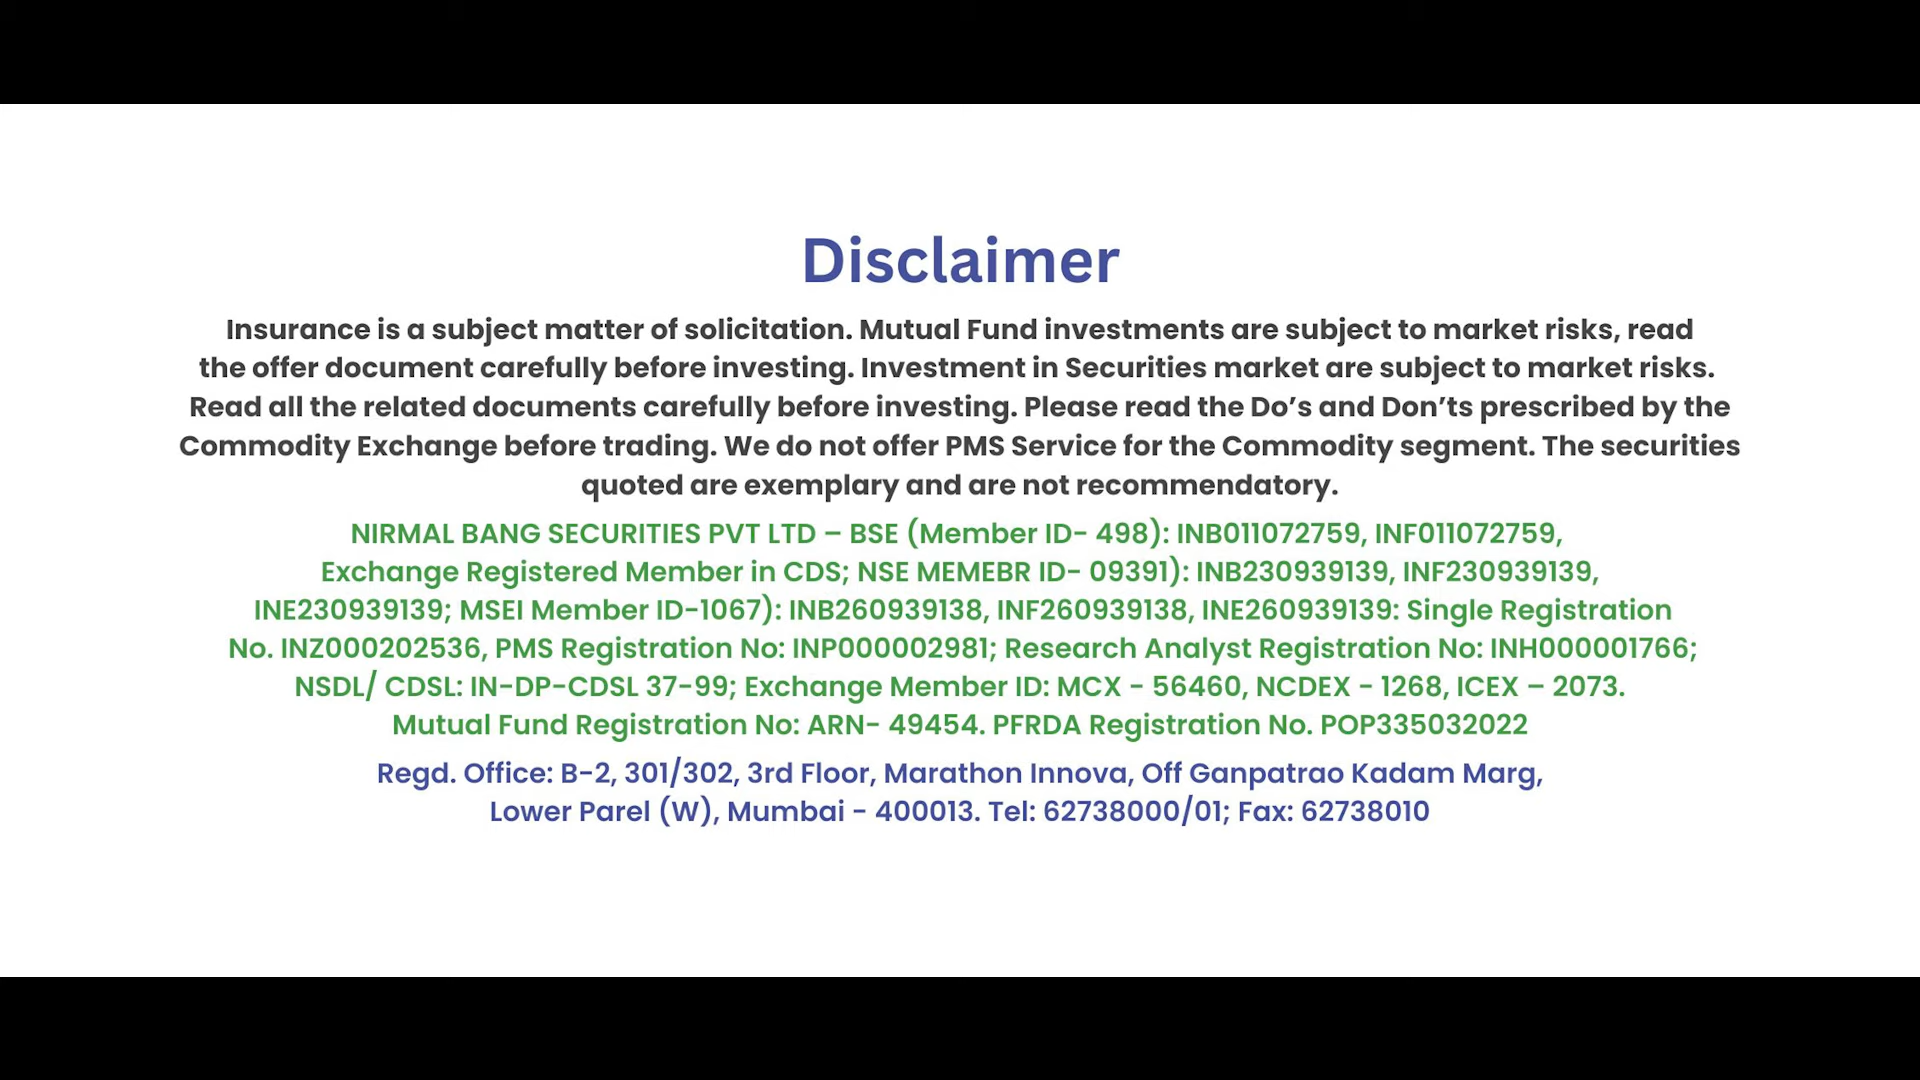 Disclaimer
Insurance is a subject matter of solicitation. Mutual Fund investments are subject to market risks, read
the offer document carefully before investing. Investment in Securities market are subject to market risks.
Read all the related documents carefully before investing. Please read the Do’s and Don’ts prescribed by the
Commodity Exchange before trading. We do not offer PMS Service for the Commodity segment. The securities
quoted are exemplary and are not recommendatory.
NIRMAL BANG SECURITIES PVT LTD – BSE (Member ID- 498): INB011072759, INF011072759,
Exchange Registered Member in CDS; NSE MEMEBR ID- 09391): INB230939139, INF230939139,
INE230939139; MSEI Member ID-1067): INB260939138, INF260939138, INE260939139: Single Registration
No. INZ000202536, PMS Registration No: INP000002981; Research Analyst Registration No: INH000001766;
NSDL/ CDSL: IN-DP-CDSL 37-99; Exchange Member ID: MCX - 56460, NCDEX - 1268, ICEX – 2073.
Mutual Fund Registration No: ARN- 49454. PFRDA Registration No. POP335032022
Regd. Office: B-2, 301/302, 3rd Floor, Marathon Innova, Off Ganpatrao Kadam Marg,
Lower Parel (W), Mumbai - 400013. Tel: 62738000/01; Fax: 62738010